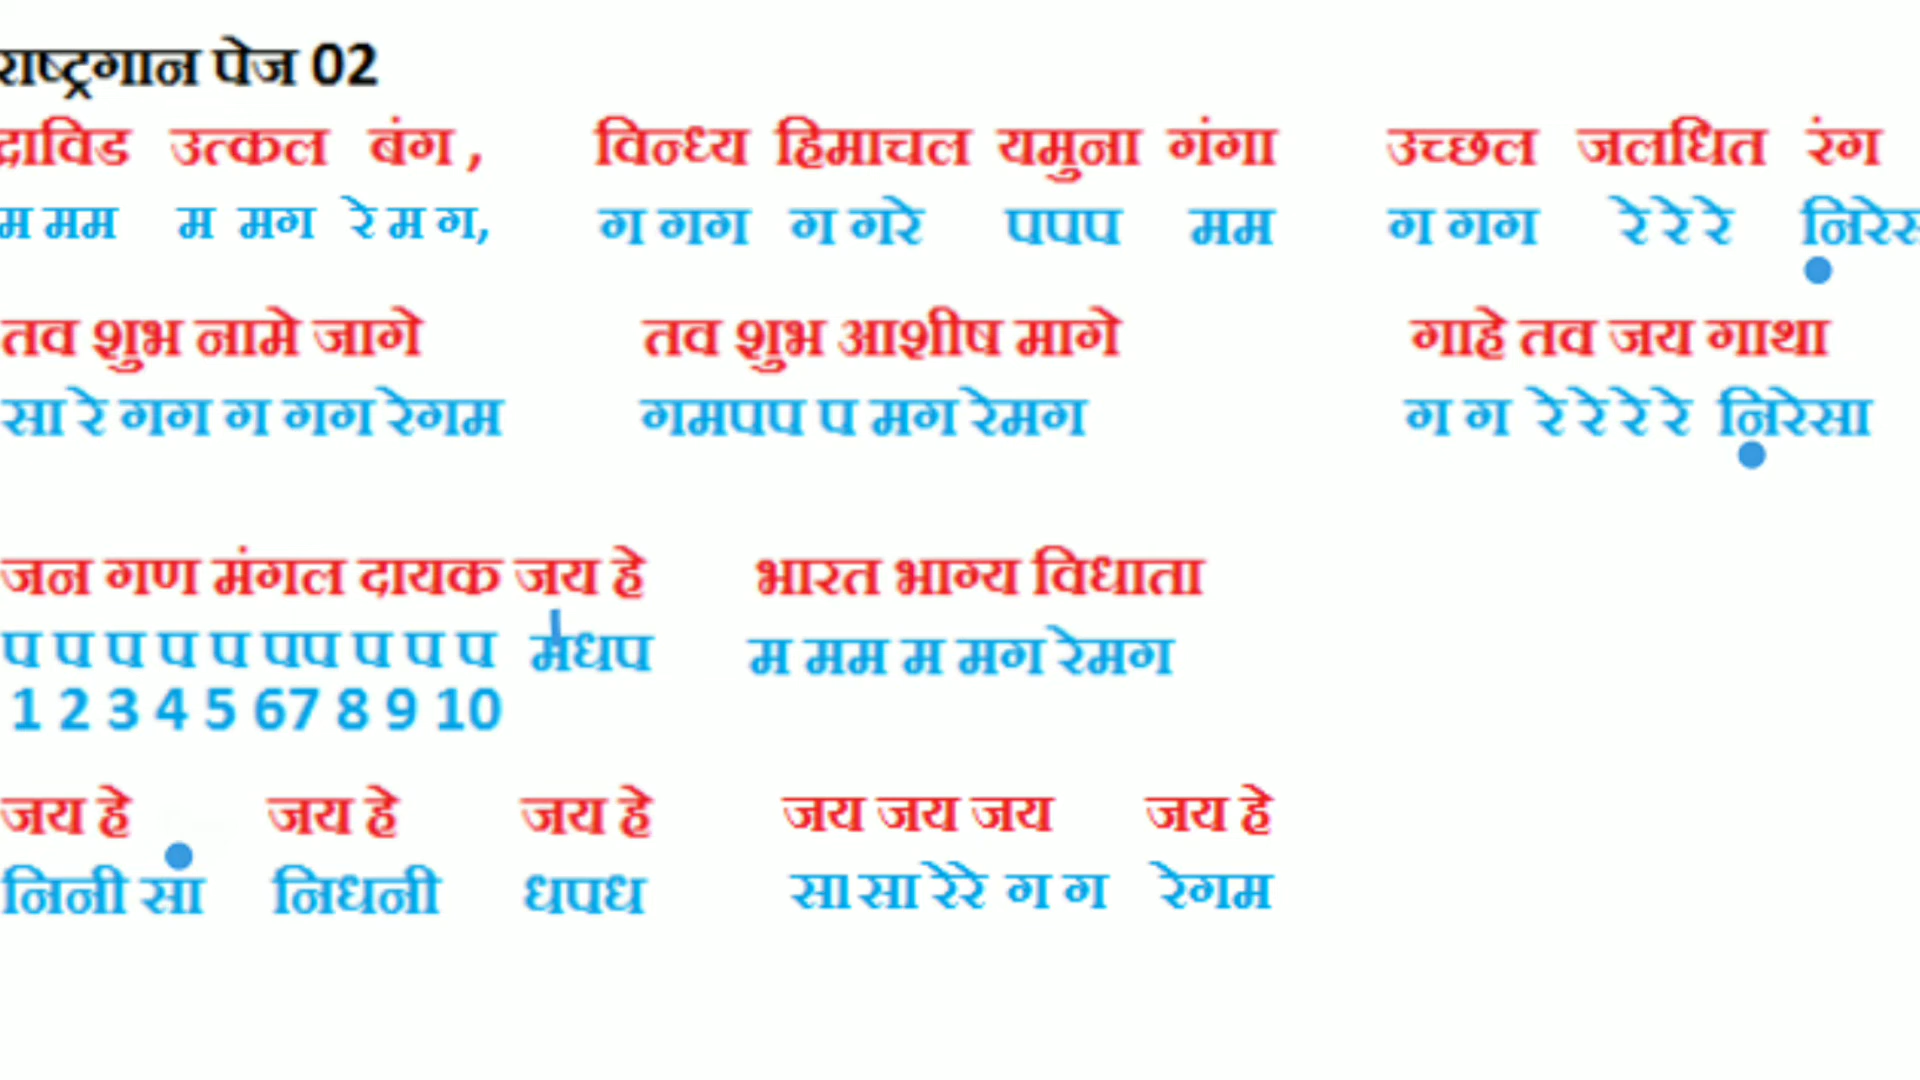 राष्ट्रगान पेज 02
द्राविड उत्कल बंग , विन्ध्य हिमाचल यमुना गंगा उच्छल जलधित रंग
म मम म मग रे म ग, ग गग ग गरे पपप मम ग गग रे रे रे निरेस
तव शुभ नामे जागे तव शुभ आशीष मागे गाहे तव जय गाथा
सा रे गग ग गग रेगम गमपप प मग रेमग ग ग रे रे रे रे निरेसा
जन गण मंगल दायक जय हे भारत भाग्य विधाता
प प प प प पप प प प मधप म मम म मग रेमग
1 2 3 4 5 67 8 9 10
जय हे जय हे जय हे जय जय जय जय हे
निनी सा निधनी धपध सा सा रेरे ग ग रेगम